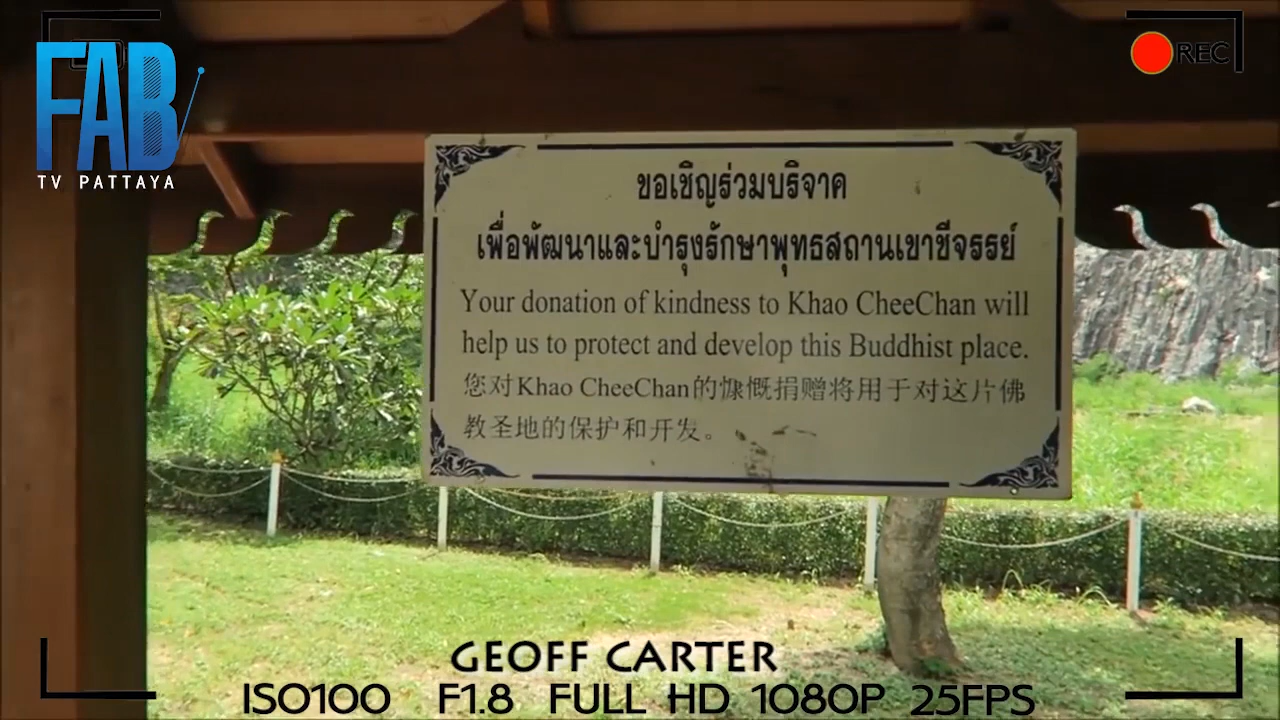 FAB
TV PATTAYA
REC
ขอเชิญร่วมบริจาค
เพื่อพัฒนาและบำรุงรักษาพุทธสถานเขาชีจรรย์
Your donation of kindness to Khao CheeChan will
help us to protect and develop this Buddhist place.
您对Khao CheeChan的慷慨捐赠将用于对这片佛
教圣地的保护和开发。
GEOFF CARTER
ISO100 F1.8 FULL HD 1080P 25FPS